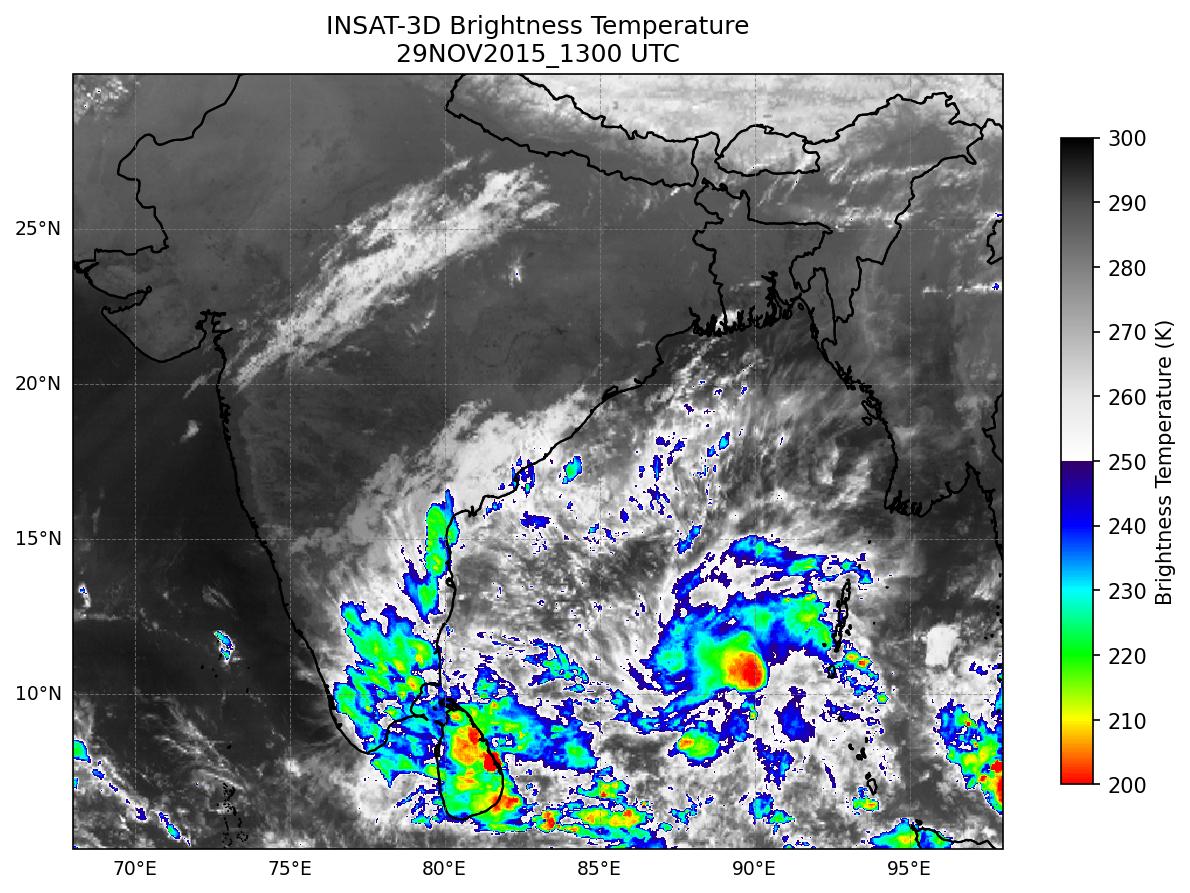 INSAT-3D Brightness Temperature
29NOV2015_1300 UTC
25°N
20°N
15°N
10°N
70°E
75°E
80°E
85°E
90°E
95°E
300
290
280
270
260
250
240
230
220
210
200
Brightness Temperature (K)